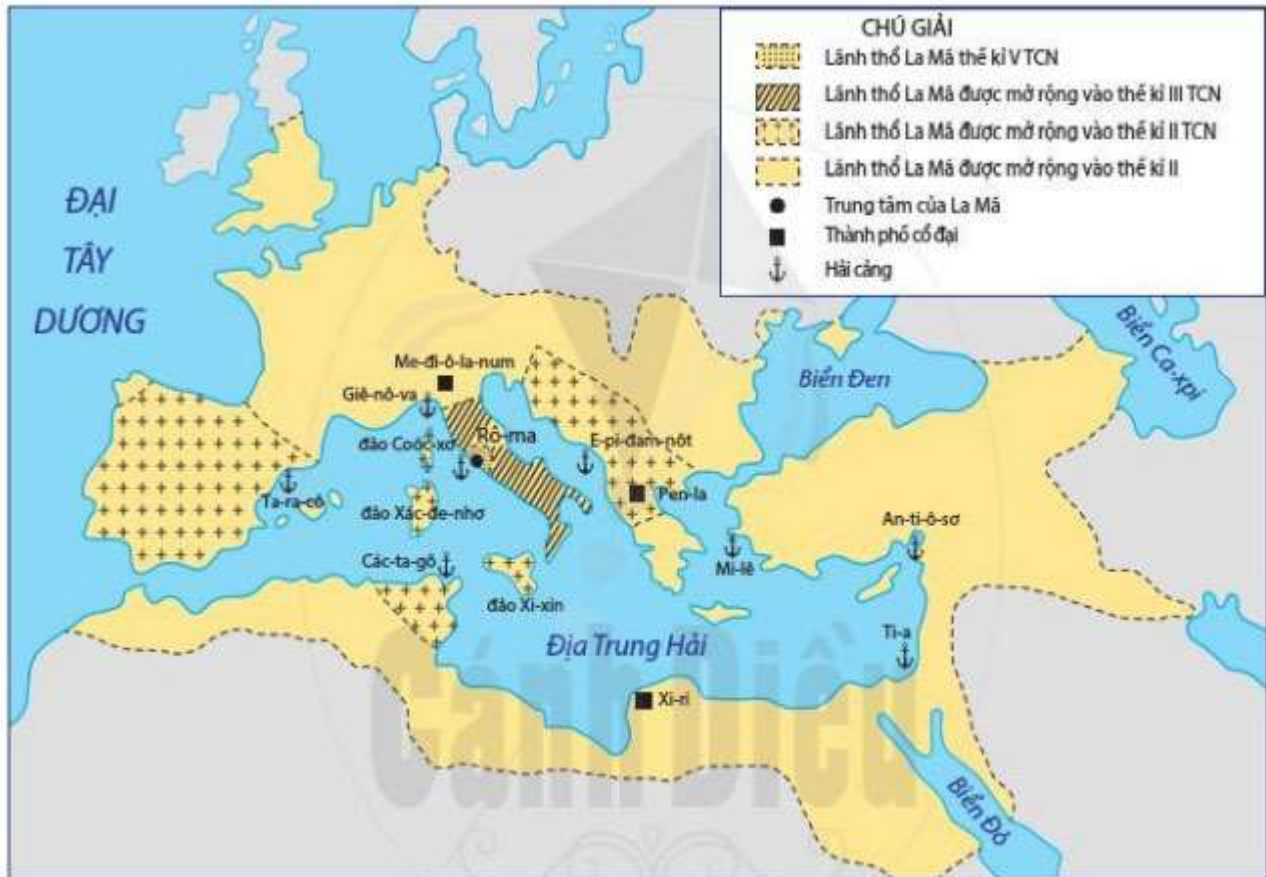 CHÚ GIẢI
Lãnh thổ La Mã thế kỉ V TCN
Lãnh thổ La Mã được mở rộng vào thế kỉ III TCN
Lãnh thổ La Mã được mở rộng vào thế kỉ II TCN
Lãnh thổ La Mã được mở rộng vào thế kỉ II
Trung tâm của La Mã
Thành phố cổ đại
Hải cảng
ĐẠI
TÂY
DƯƠNG
Biển Ca-xpi
Biển Đen
Me-đi-ô-la-num
Giê-nô-va
đảo Coóc-xơ
Rô-ma
E-pi-đam-nôt
Ta-ra-cô
đảo Xác-đe-nhơ
Pen-la
An-ti-ô-sơ
Các-ta-gô
Mi-lê
đảo Xi-xin
Địa Trung Hải
Ti-a
Xi-ri
Biển Đỏ
Cánh Diều